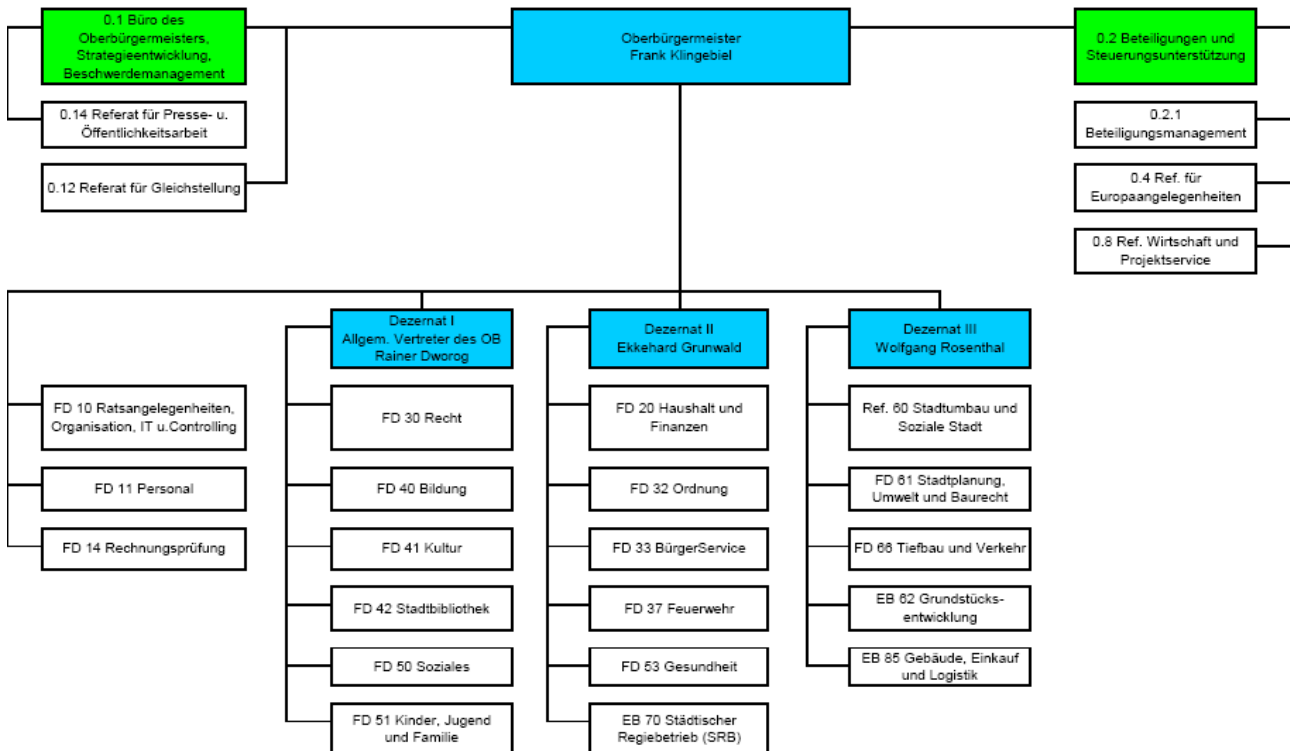 0.1 Büro des
Oberbürgermeisters,
Strategieentwicklung,
Beschwerdemanagement
Oberbürgermeister
Frank Klingebiel
0.2 Beteiligungen und
Steuerungsunterstützung
0.14 Referat für Presse- u.
Öffentlichkeitsarbeit
0.2.1
Beteiligungsmanagement
0.12 Referat für Gleichstellung
0.4 Ref. für
Europaangelegenheiten
0.8 Ref. Wirtschaft und
Projektservice
Dezernat I
Allgem. Vertreter des OB
Rainer Dworog
Dezernat II
Ekkehard Grunwald
Dezernat III
Wolfgang Rosenthal
FD 10 Ratsangelegenheiten,
Organisation, IT u.Controlling
FD 11 Personal
FD 14 Rechnungsprüfung
FD 30 Recht
FD 40 Bildung
FD 41 Kultur
FD 42 Stadtbibliothek
FD 50 Soziales
FD 51 Kinder, Jugend
und Familie
FD 20 Haushalt und
Finanzen
FD 32 Ordnung
FD 33 BürgerService
FD 37 Feuerwehr
FD 53 Gesundheit
EB 70 Städtischer
Regiebetrieb (SRB)
Ref. 60 Stadtumbau und
Soziale Stadt
FD 61 Stadtplanung,
Umwelt und Baurecht
FD 66 Tiefbau und Verkehr
EB 62 Grundstücks-
entwicklung
EB 85 Gebäude, Einkauf
und Logistik